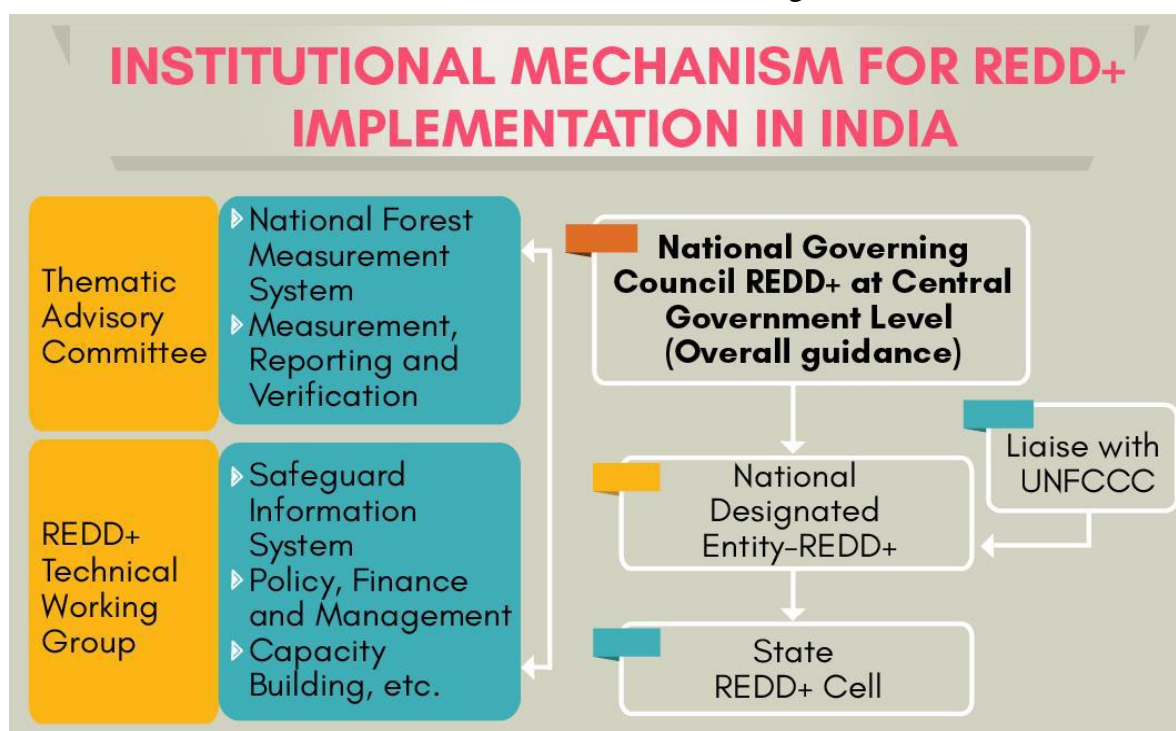 INSTITUTIONAL MECHANISM FOR REDD+
IMPLEMENTATION IN INDIA
Thematic
Advisory
Committee
National Forest
Measurement
System
Measurement,
Reporting and
Verification
REDD+
Technical
Working
Group
Safeguard
Information
System
Policy, Finance
and Management
Capacity
Building, etc.
National Governing
Council REDD+ at Central
Government Level
(Overall guidance)
Liaise with
UNFCCC
National
Designated
Entity-REDD+
State
REDD+ Cell